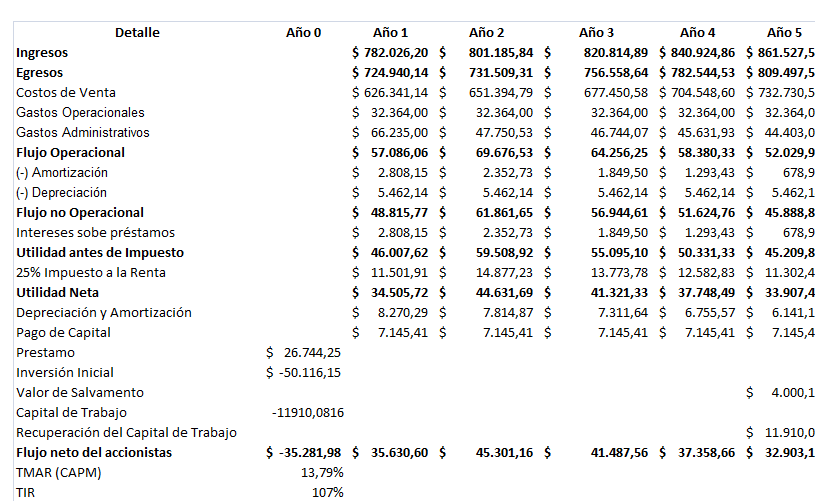 Detalle Año 0 Año 1 Año 2 Año 3 Año 4 Año 5
Ingresos $ 782.026,20 $ 801.185,84 $ 820.814,89 $ 840.924,86 $ 861.527,5
Egresos $ 724.940,14 $ 731.509,31 $ 756.558,64 $ 782.544,53 $ 809.497,5
Costos de Venta $ 626.341,14 $ 651.394,79 $ 677.450,58 $ 704.548,60 $ 732.730,5
Gastos Operacionales $ 32.364,00 $ 32.364,00 $ 32.364,00 $ 32.364,00 $ 32.364,0
Gastos Administrativos $ 66.235,00 $ 47.750,53 $ 46.744,07 $ 45.631,93 $ 44.403,0
Flujo Operacional $ 57.086,06 $ 69.676,53 $ 64.256,25 $ 58.380,33 $ 52.029,9
(-) Amortización $ 2.808,15 $ 2.352,73 $ 1.849,50 $ 1.293,43 $ 678,9
(-) Depreciación $ 5.462,14 $ 5.462,14 $ 5.462,14 $ 5.462,14 $ 5.462,1
Flujo no Operacional $ 48.815,77 $ 61.861,65 $ 56.944,61 $ 51.624,76 $ 45.888,8
Intereses sobe préstamos $ 2.808,15 $ 2.352,73 $ 1.849,50 $ 1.293,43 $ 678,9
Utilidad antes de Impuesto $ 46.007,62 $ 59.508,92 $ 55.095,10 $ 50.331,33 $ 45.209,8
25% Impuesto a la Renta $ 11.501,91 $ 14.877,23 $ 13.773,78 $ 12.582,83 $ 11.302,4
Utilidad Neta $ 34.505,72 $ 44.631,69 $ 41.321,33 $ 37.748,49 $ 33.907,4
Depreciación y Amortización $ 8.270,29 $ 7.814,87 $ 7.311,64 $ 6.755,57 $ 6.141,1
Pago de Capital $ 7.145,41 $ 7.145,41 $ 7.145,41 $ 7.145,41 $ 7.145,4
Prestamo $ 26.744,25
Inversión Inicial $ -50.116,15
Valor de Salvamento $ 4.000,1
Capital de Trabajo -11910,0816
Recuperación del Capital de Trabajo $ 11.910,0
Flujo neto del accionistas $ -35.281,98 $ 35.630,60 $ 45.301,16 $ 41.487,56 $ 37.358,66 $ 32.903,1
TMAR (CAPM) 13,79%
TIR 107%